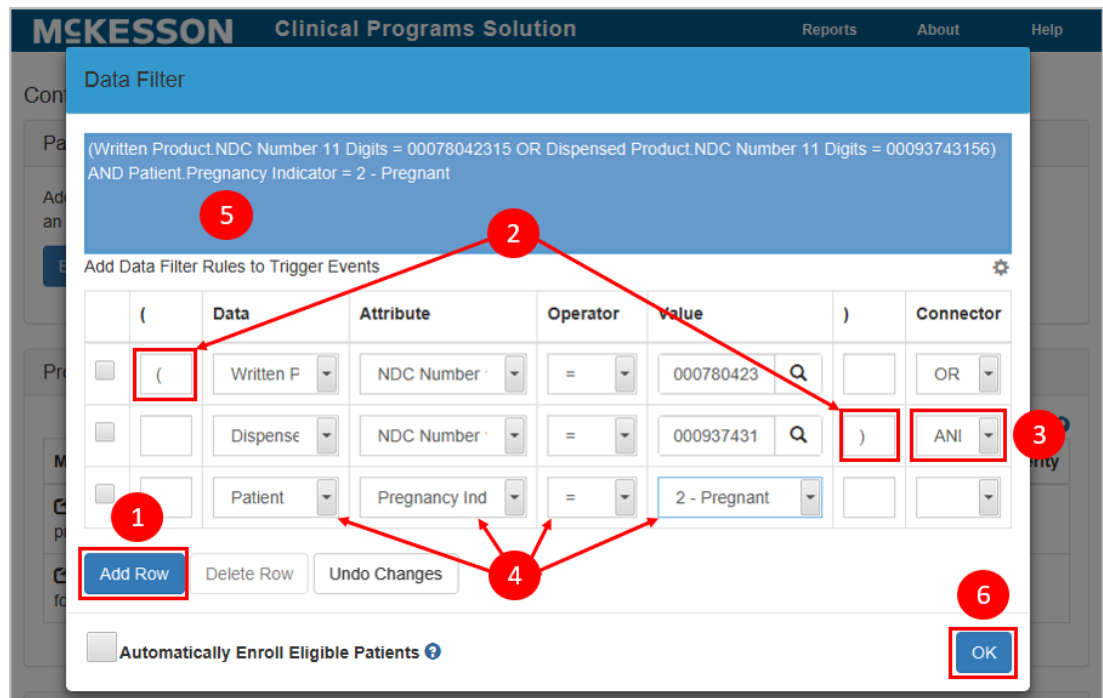 MCKESSON Clinical Programs Solution Reports About Help
Data Filter
(Written Product.NDC Number 11 Digits = 00078042315 OR Dispensed Product.NDC Number 11 Digits = 00093743156)
AND Patient.Pregnancy Indicator = 2 - Pregnant
5
2
Add Data Filter Rules to Trigger Events
( Data Attribute Operator Value ) Connector
( Written P NDC Number = 000780423 OR
Dispense NDC Number = 000937431 ) ANI
3
Patient Pregnancy Ind = 2 - Pregnant
1
4
Add Row Delete Row Undo Changes
6
Automatically Enroll Eligible Patients
OK